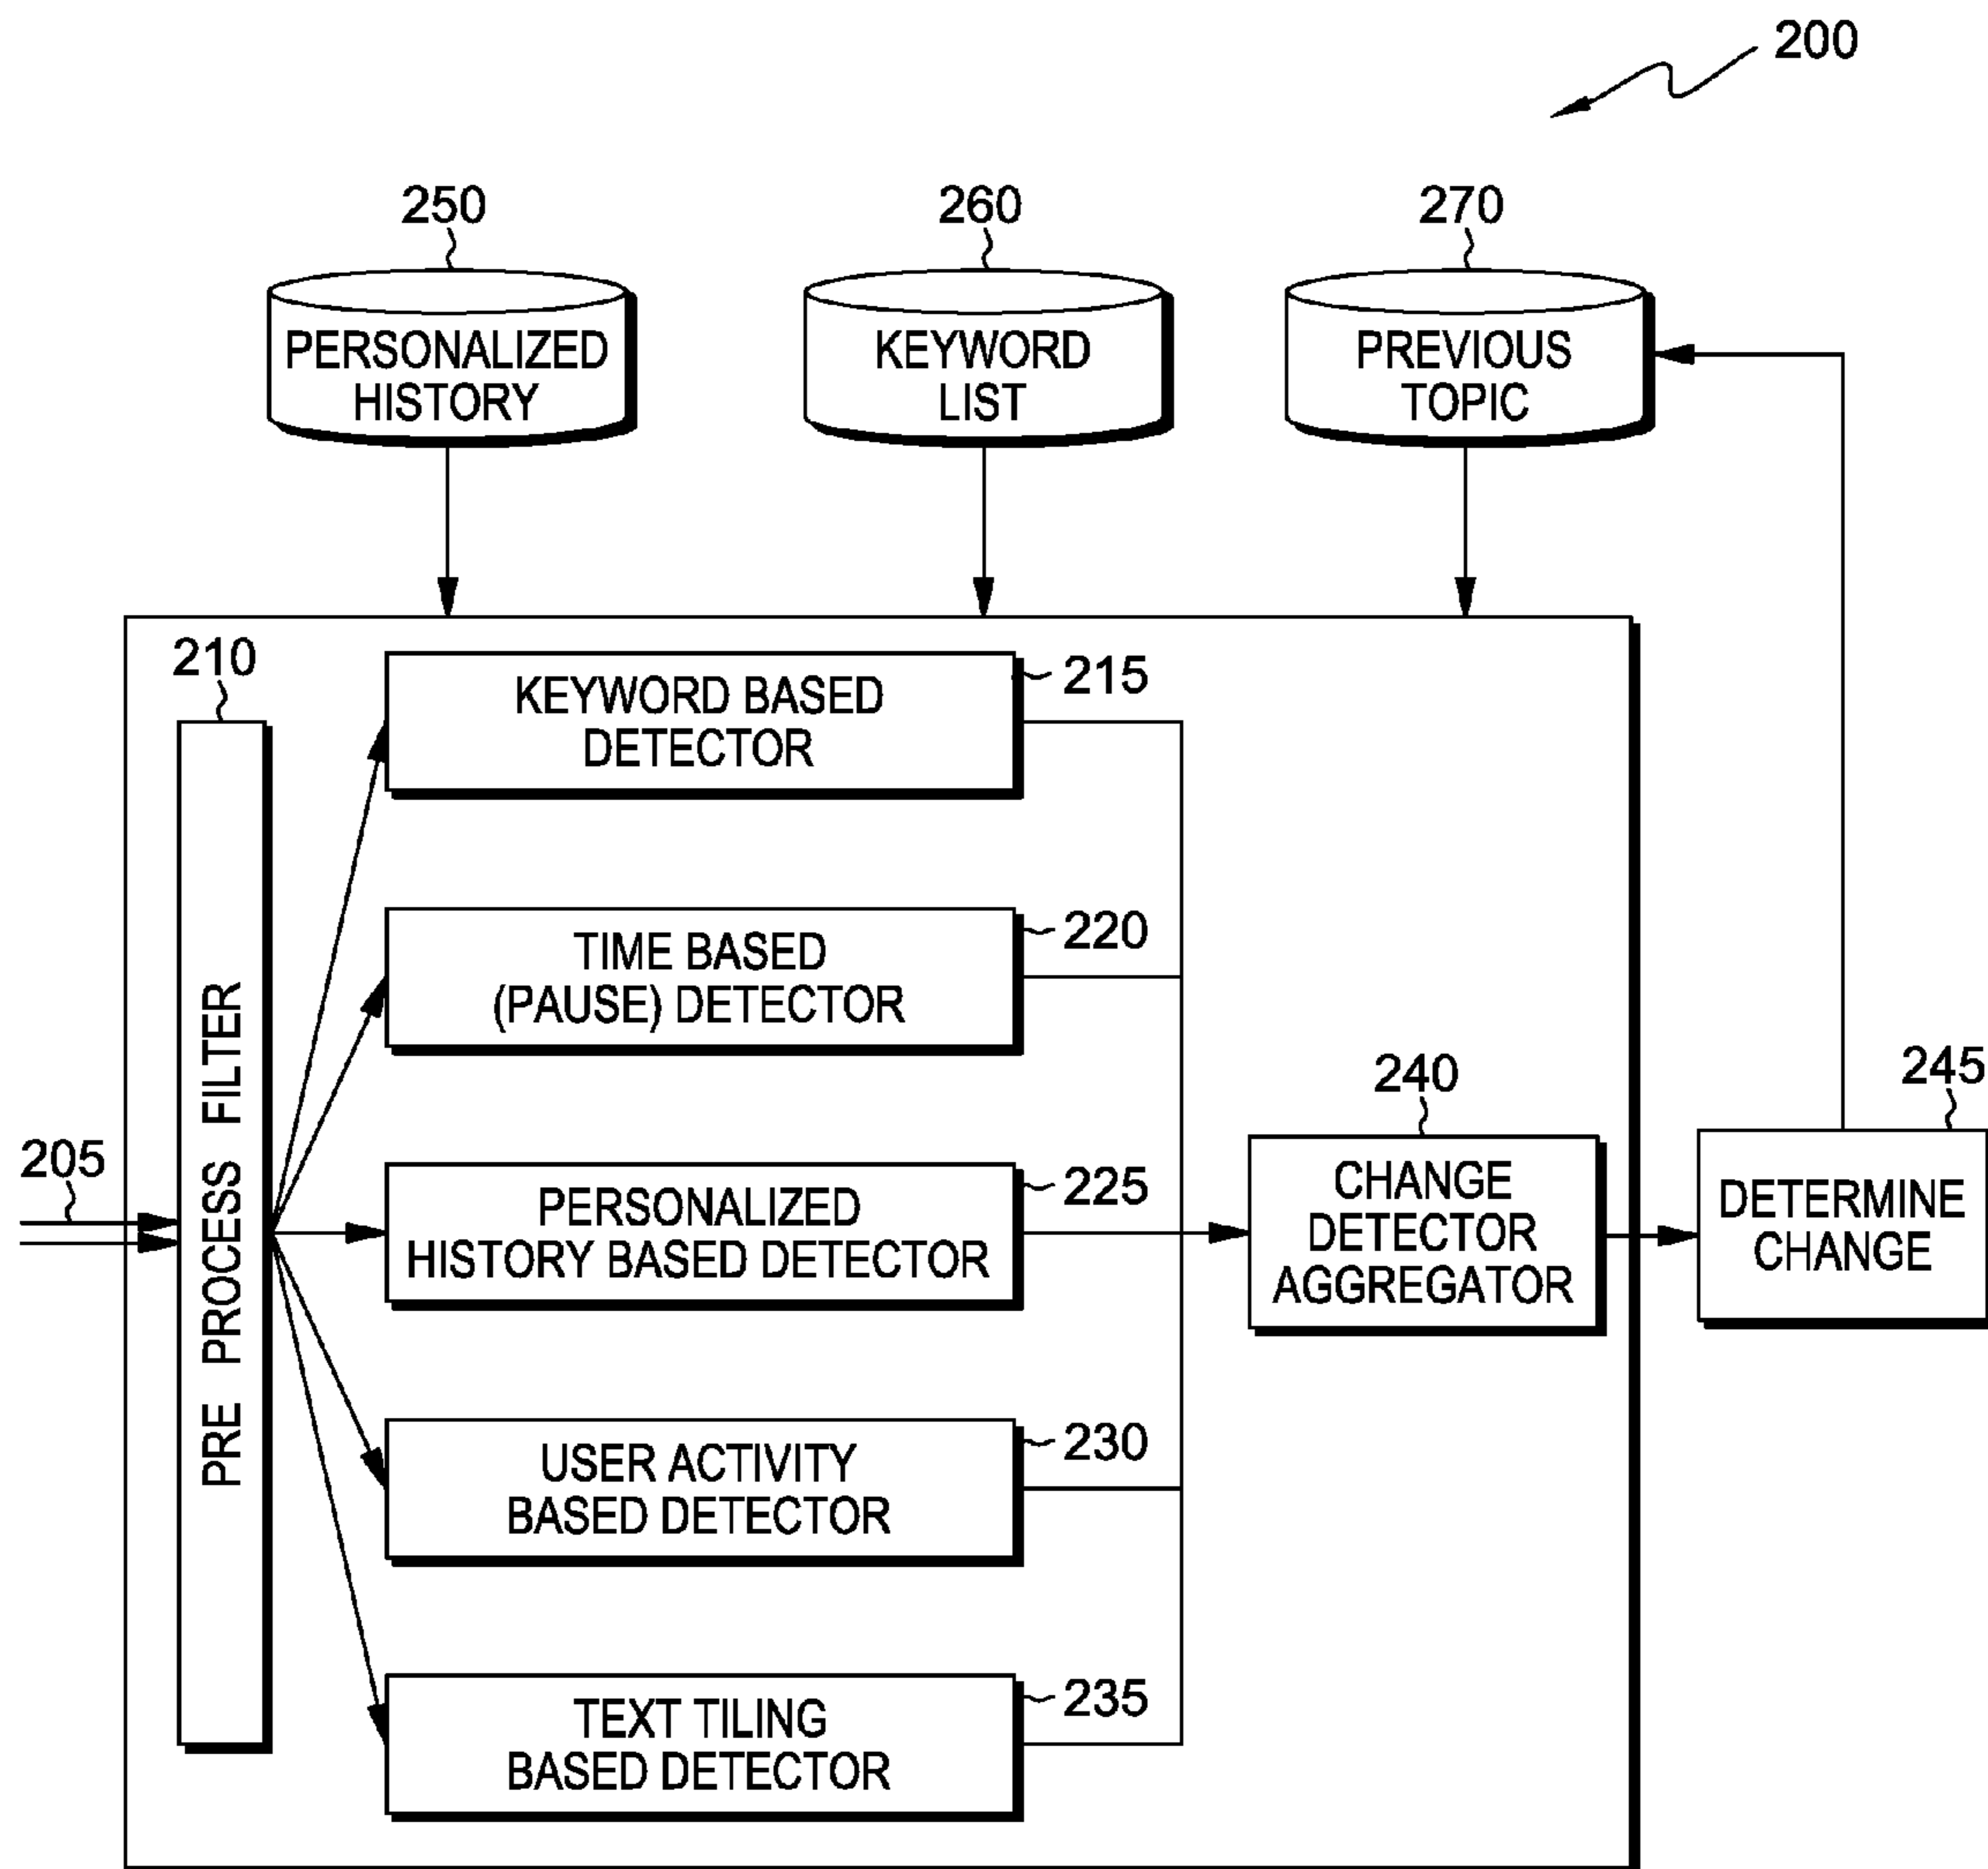 200
250
260
270
PERSONALIZED
HISTORY
KEYWORD
LIST
PREVIOUS
TOPIC
210
PRE PROCESS FILTER
205
KEYWORD BASED
DETECTOR
215
TIME BASED
(PAUSE) DETECTOR
220
PERSONALIZED
HISTORY BASED DETECTOR
225
USER ACTIVITY
BASED DETECTOR
230
TEXT TILING
BASED DETECTOR
235
240
CHANGE
DETECTOR
AGGREGATOR
245
DETERMINE
CHANGE